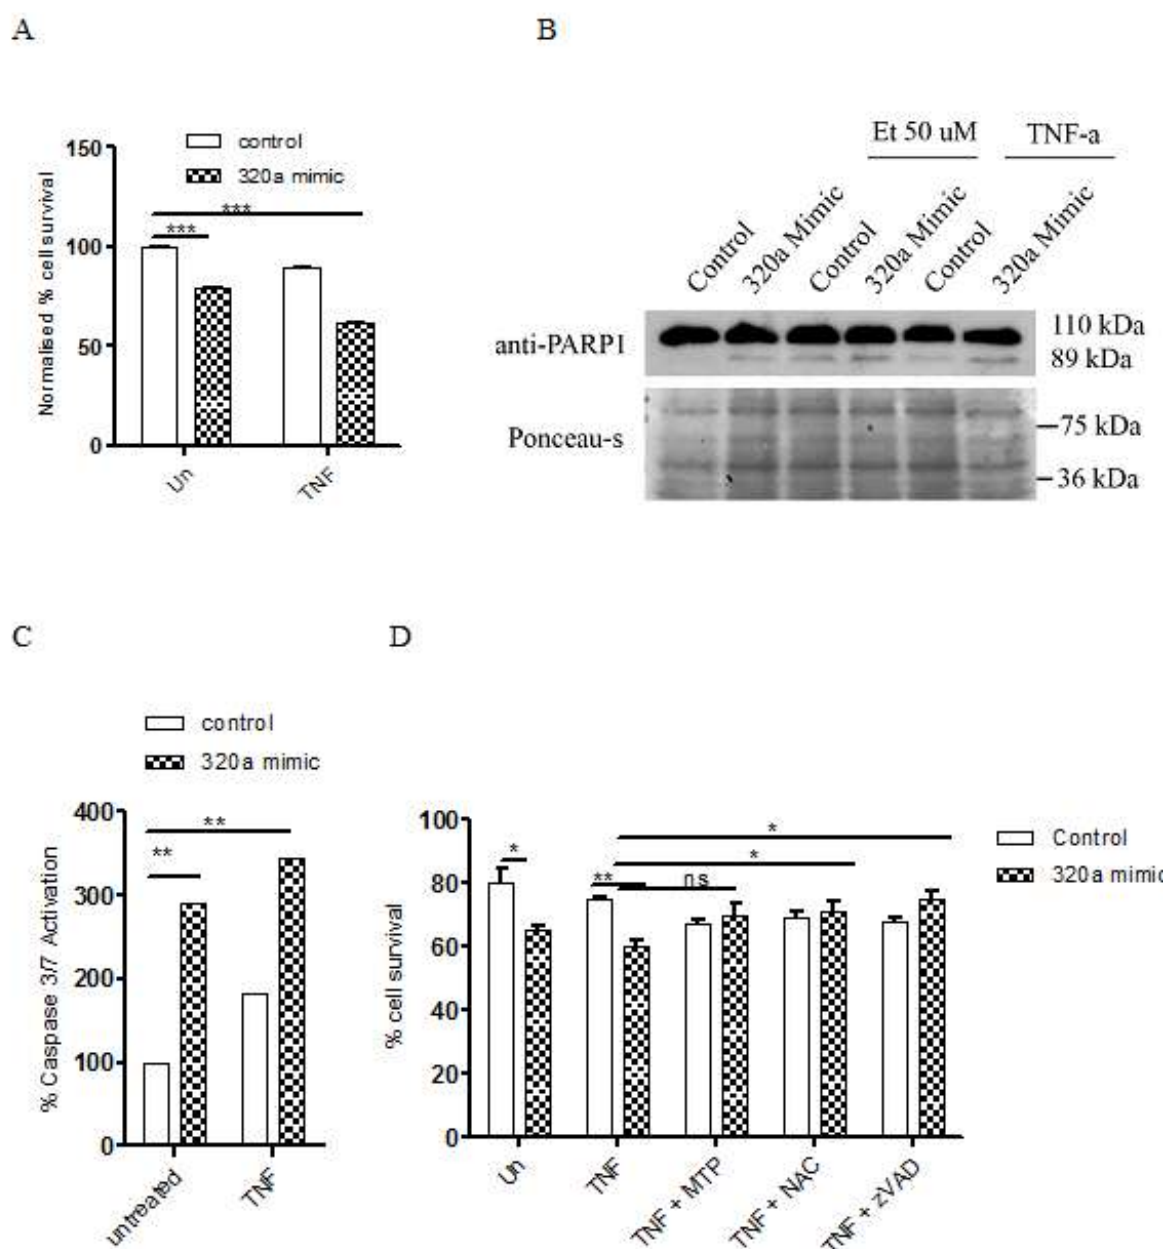 A
B
control
320a mimic
150
100
50
0
Normalised % cell survival
***
***
Un
TNF
Et 50 uM
TNF-a
Control
320a Mimic
Control
320a Mimic
Control
320a Mimic
anti-PARP1
110 kDa
89 kDa
Ponceau-s
75 kDa
36 kDa
C
D
control
320a mimic
400
300
200
100
0
% Caspase 3/7 Activation
**
**
untreated
TNF
100
80
60
40
20
0
% cell survival
*
**
ns
*
*
Control
320a mimic
Un
TNF
TNF + MTP
TNF + NAC
TNF + zVAD